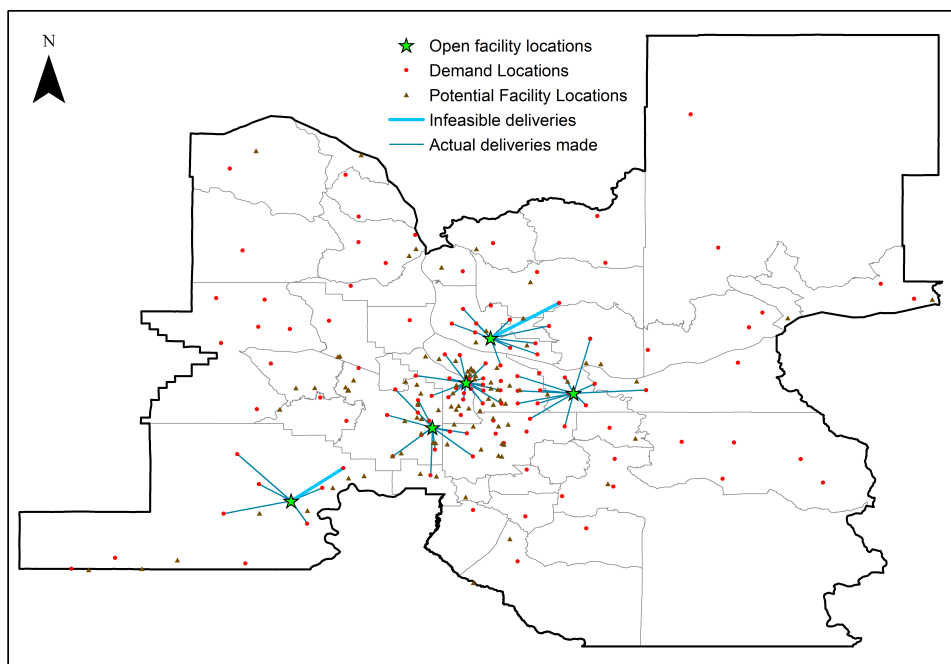 N
Open facility locations
Demand Locations
Potential Facility Locations
Infeasible deliveries
Actual deliveries made